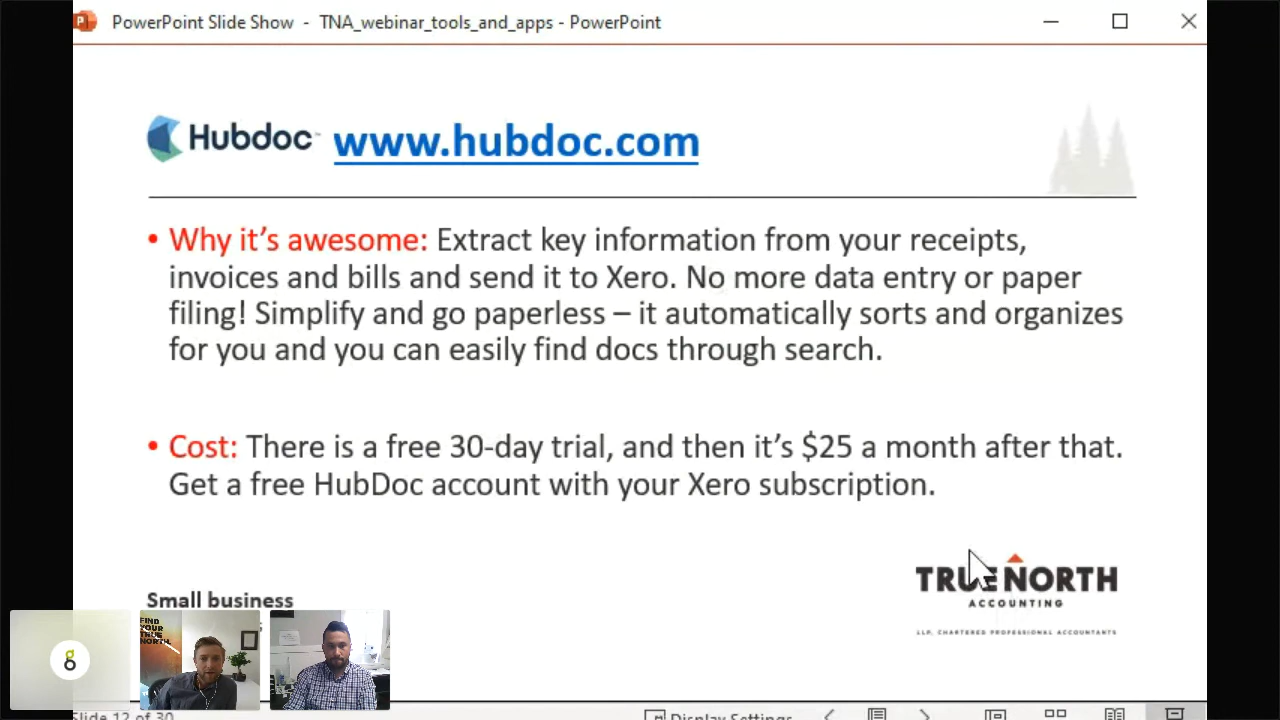 PowerPoint Slide Show - TNA_webinar_tools_and_apps - PowerPoint
Hubdoc™ www.hubdoc.com
• Why it's awesome: Extract key information from your receipts,
invoices and bills and send it to Xero. No more data entry or paper
filing! Simplify and go paperless – it automatically sorts and organizes
for you and you can easily find docs through search.
• Cost: There is a free 30-day trial, and then it's $25 a month after that.
Get a free HubDoc account with your Xero subscription.
TRUE NORTH
ACCOUNTING
LLP, CHARTERED PROFESSIONAL ACCOUNTANTS
Small business
FIND
YOUR
TRUE
NORTH.
Slide 12 of 30
Display Settings